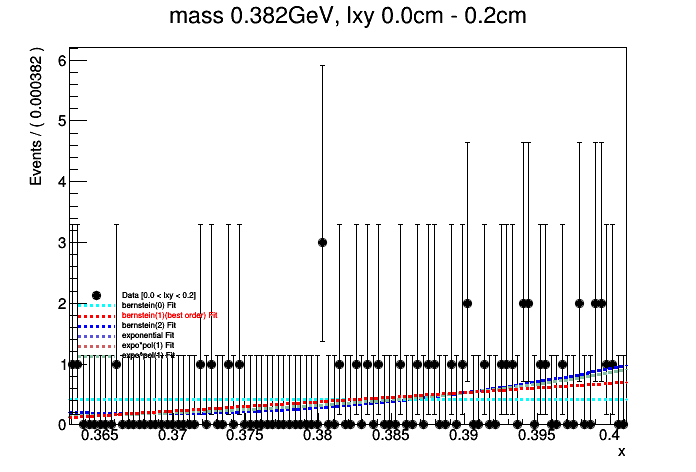 mass 0.382GeV, lxy 0.0cm - 0.2cm
Events / ( 0.000382 )
6
5
4
3
2
1
0
Data [0.0 < lxy < 0.2]
bernstein(0) Fit
bernstein(1)(best order) Fit
bernstein(2) Fit
exponential Fit
expo*pol(1) Fit
expo*pol(1) Fit
0.365 0.37 0.375 0.38 0.385 0.39 0.395 0.4
x